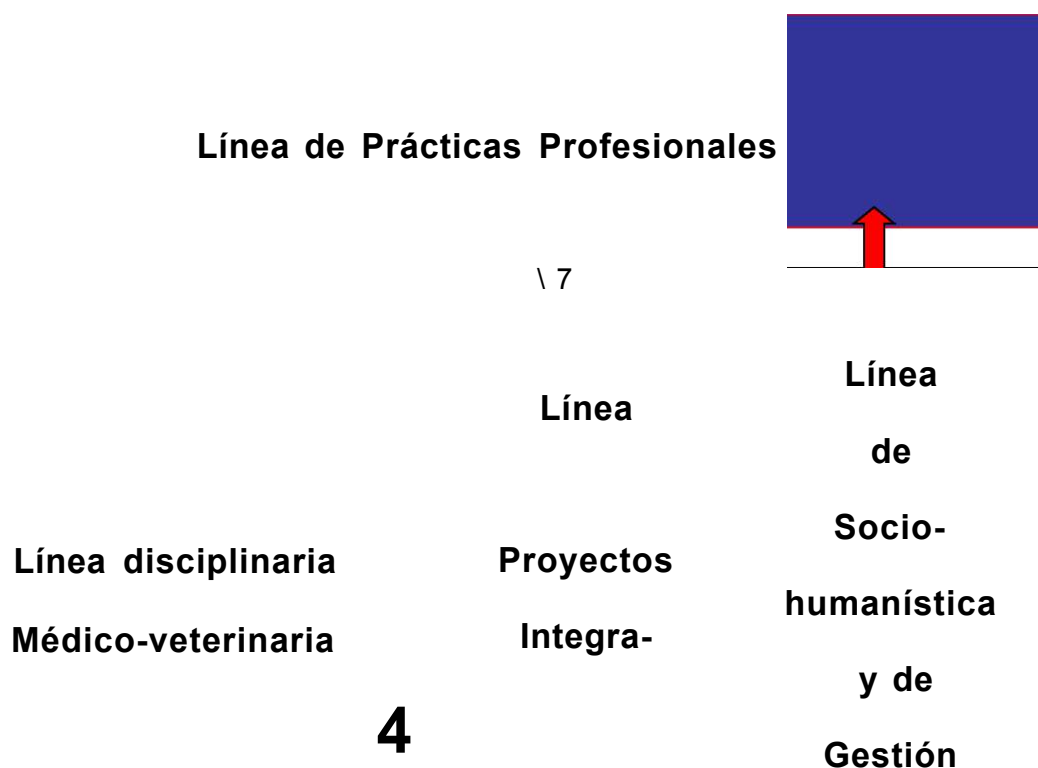 Línea de Prácticas Profesionales
\ 7
Línea disciplinaria
Médico-veterinaria
4
Línea
Proyectos
Integra-
Línea
de
Socio-
humanística
y de
Gestión